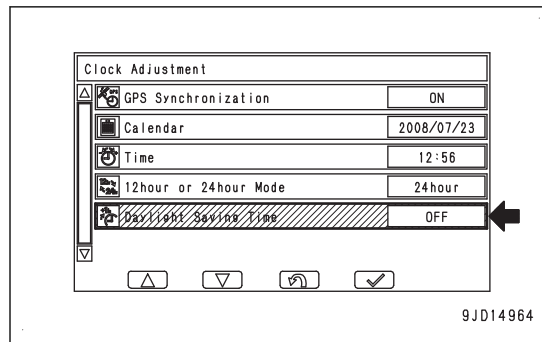 Clock Adjustment
GPS Synchronization ON
Calendar 2008/07/23
Time 12:56
12hour or 24hour Mode 24hour
Daylight Saving Time OFF
9JD14964